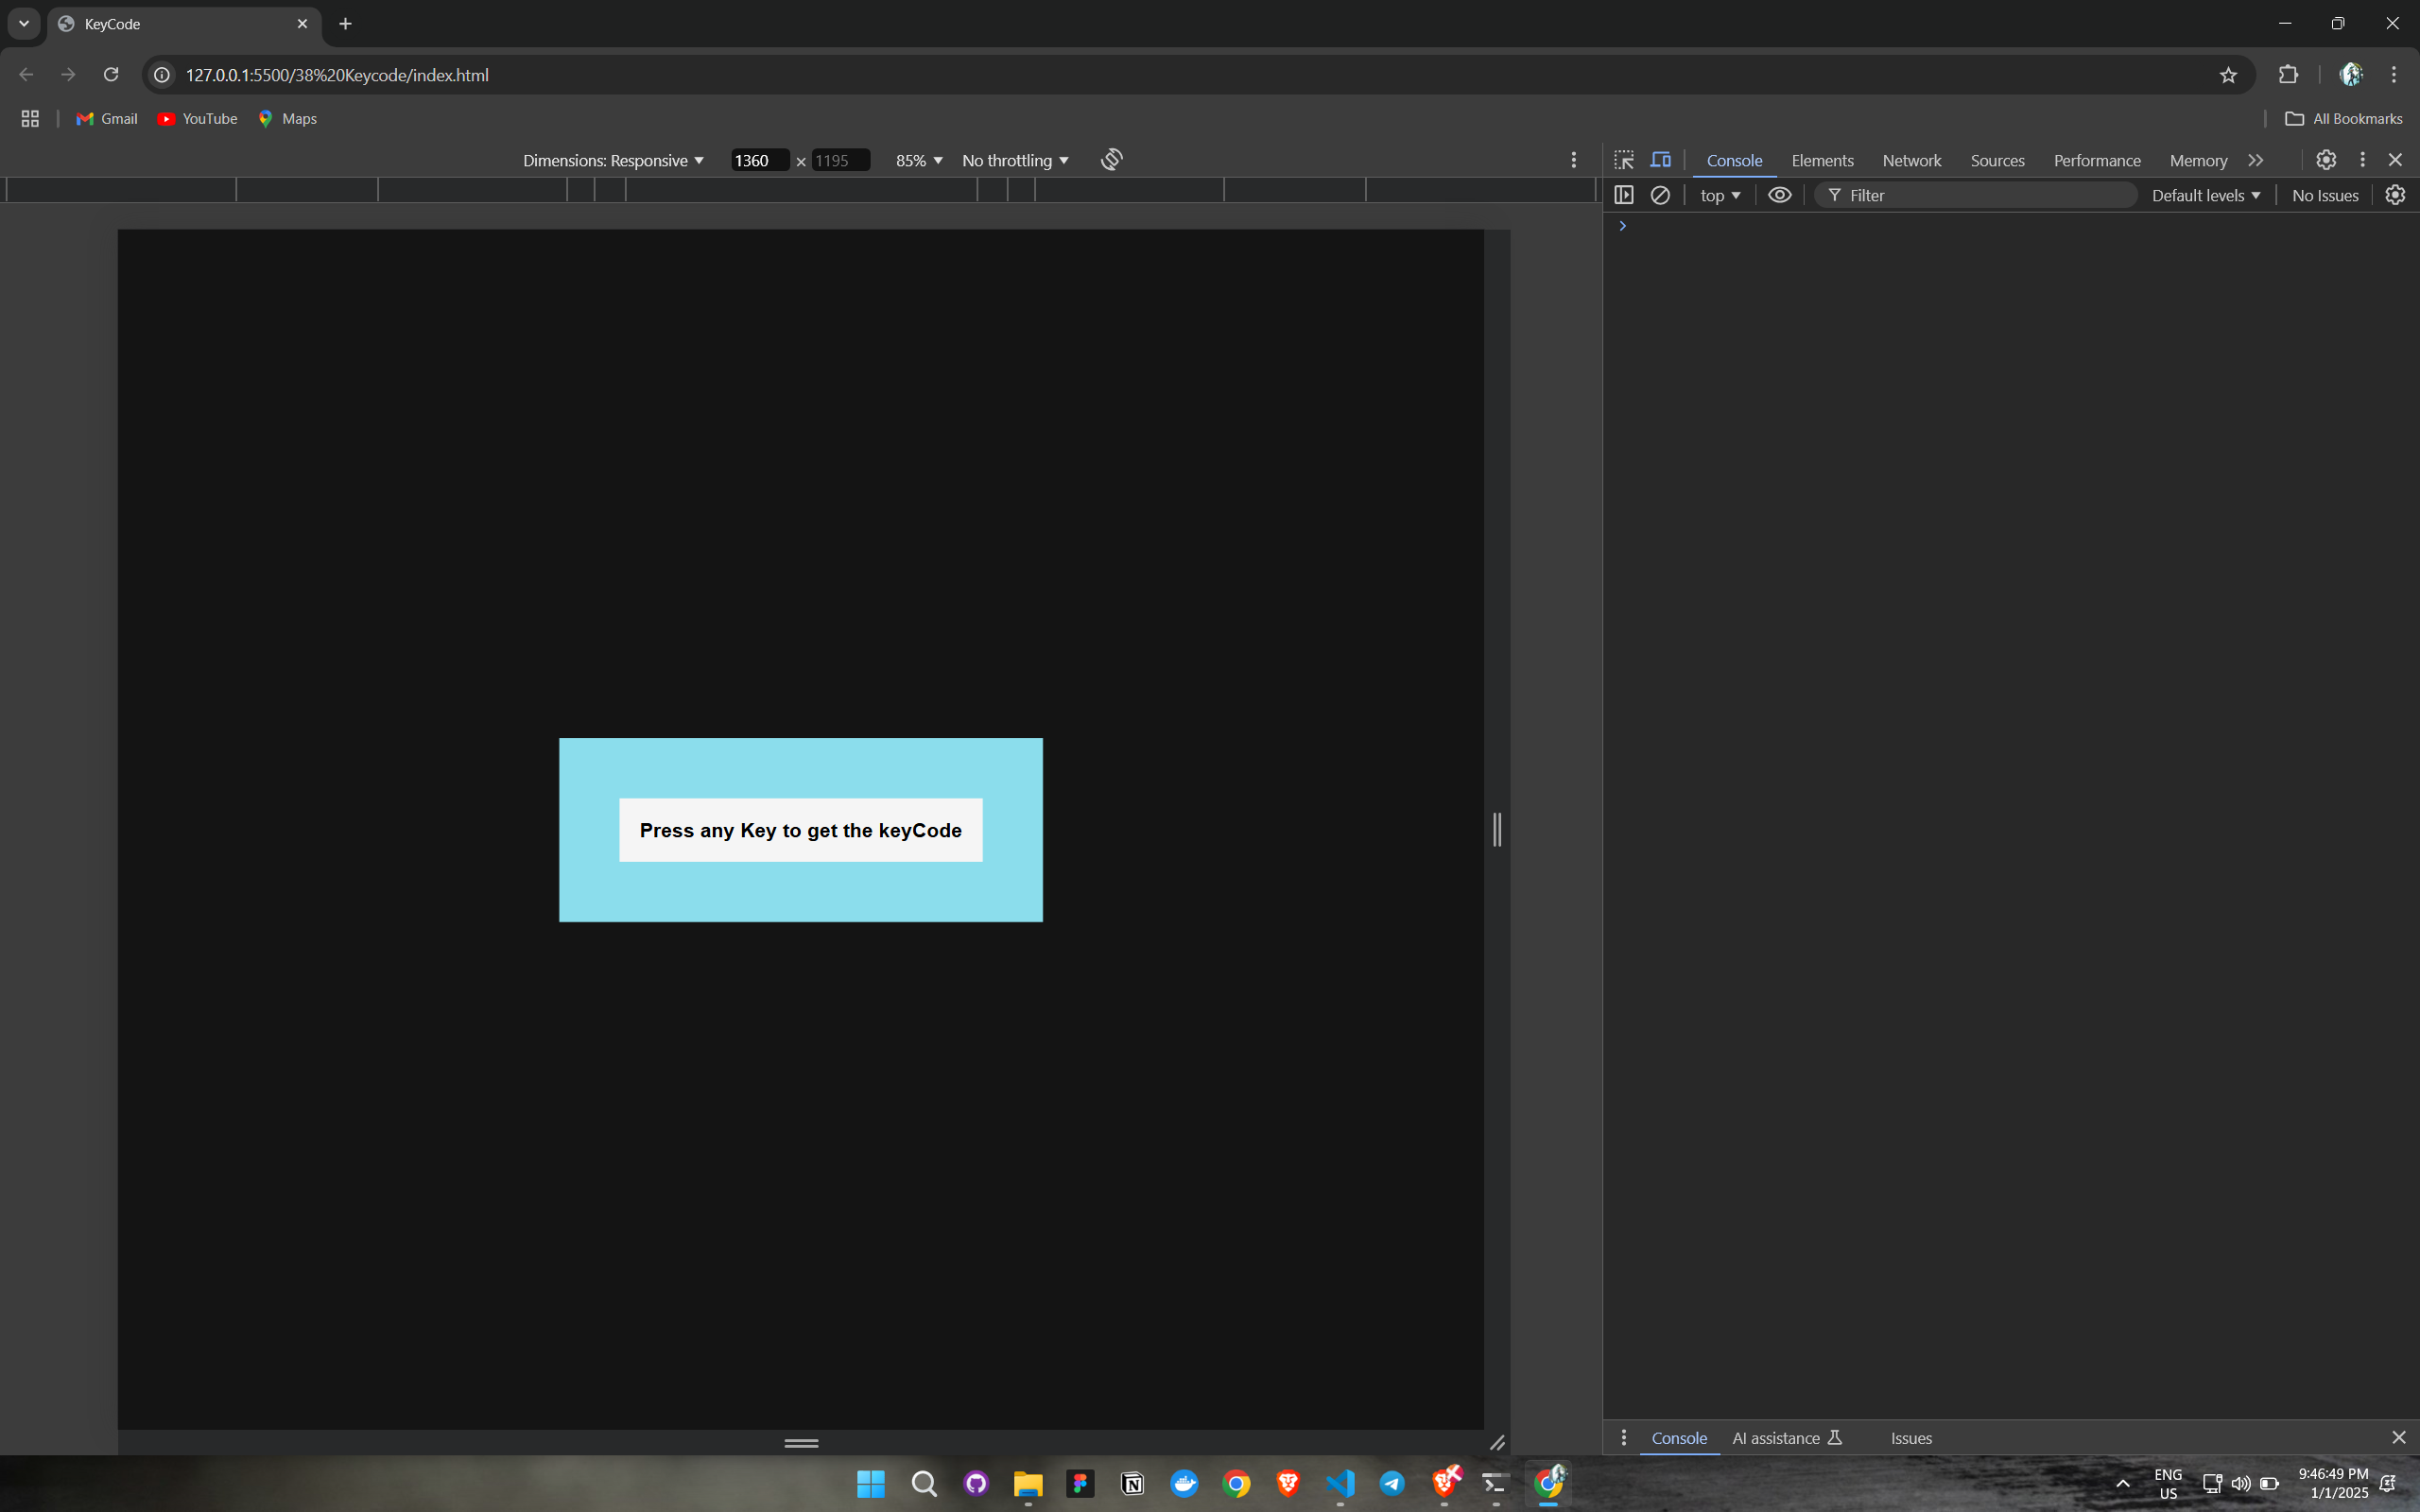 KeyCode
127.0.0.1:5500/38%20Keycode/index.html
Gmail YouTube Maps All Bookmarks
Dimensions: Responsive 1360 × 1195 85% No throttling
Console Elements Network Sources Performance Memory
top Filter Default levels No Issues
Press any Key to get the keyCode
Console AI assistance Issues
ENG
US
9:46:49 PM
1/1/2025